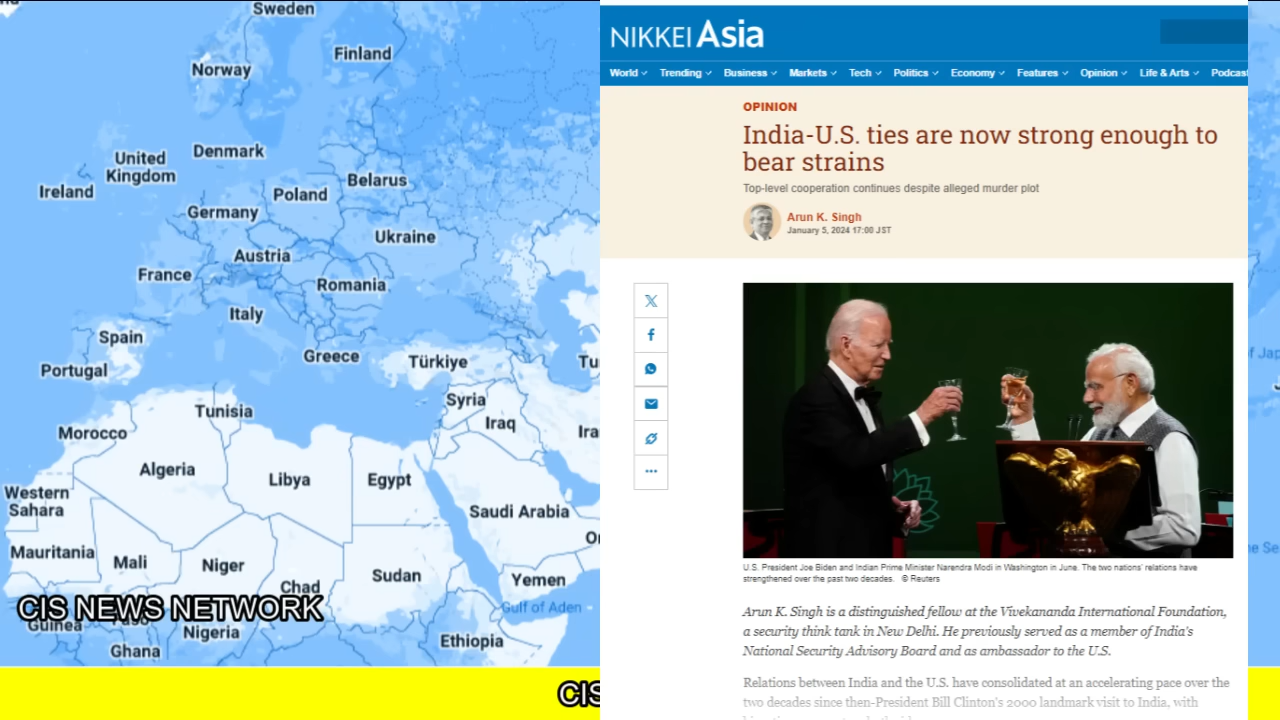 Sweden
Finland
Norway
Denmark
United
Kingdom
Ireland
Belarus
Poland
Germany
Ukraine
Austria
France
Romania
Italy
Spain
Greece
Türkiye
Portugal
Syria
Tunisia
Iraq
Morocco
Algeria
Libya
Egypt
Western
Sahara
Saudi Arabia
Mauritania
Mali
Niger
Sudan
Yemen
Chad
CIS NEWS NETWORK
Gulf of Aden
Guinea
Nigeria
Ethiopia
Ghana
CIS
NIKKEI Asia
World Trending Business Markets Tech Politics Economy Features Opinion Life & Arts Podcast
OPINION
India-U.S. ties are now strong enough to
bear strains
Top-level cooperation continues despite alleged murder plot
Arun K. Singh
January 5, 2024 17:00 JST
U.S. President Joe Biden and Indian Prime Minister Narendra Modi in Washington in June. The two nations' relations have
strengthened over the past two decades. © Reuters
Arun K. Singh is a distinguished fellow at the Vivekananda International Foundation,
a security think tank in New Delhi. He previously served as a member of India's
National Security Advisory Board and as ambassador to the U.S.
Relations between India and the U.S. have consolidated at an accelerating pace over the
two decades since then-President Bill Clinton's 2000 landmark visit to India, with